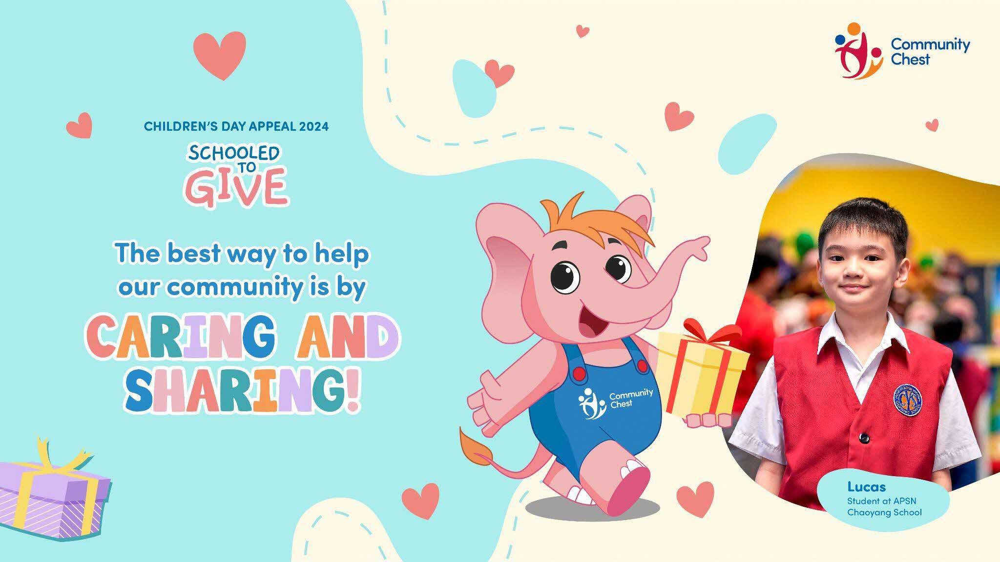 Community
Chest
CHILDREN'S DAY APPEAL 2024
SCHOOLED
TO
GIVE
The best way to help
our community is by
CARING AND
SHARING!
Community
Chest
Lucas
Student at APSN
Chaoyang School